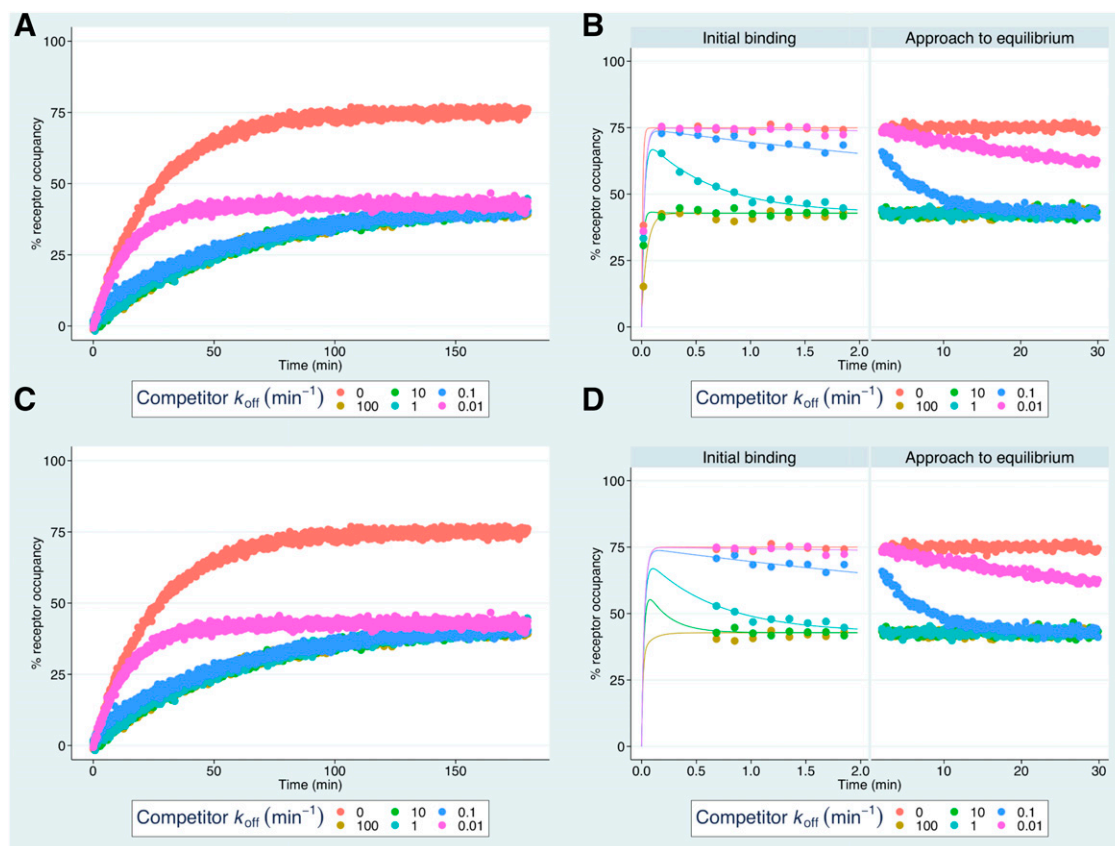 A
100
75
50
25
0
% receptor occupancy
0 50 100 150
Time (min)
Competitor koff (min−1) 0 10 0.1
100 1 0.01
B
Initial binding Approach to equilibrium
100
75
50
25
0
% receptor occupancy
0.0 0.5 1.0 1.5 2.0 10 20 30
Time (min)
Competitor koff (min−1) 0 10 0.1
100 1 0.01
C
100
75
50
25
0
% receptor occupancy
0 50 100 150
Time (min)
Competitor koff (min−1) 0 10 0.1
100 1 0.01
D
Initial binding Approach to equilibrium
100
75
50
25
0
% receptor occupancy
0.0 0.5 1.0 1.5 2.0 10 20 30
Time (min)
Competitor koff (min−1) 0 10 0.1
100 1 0.01